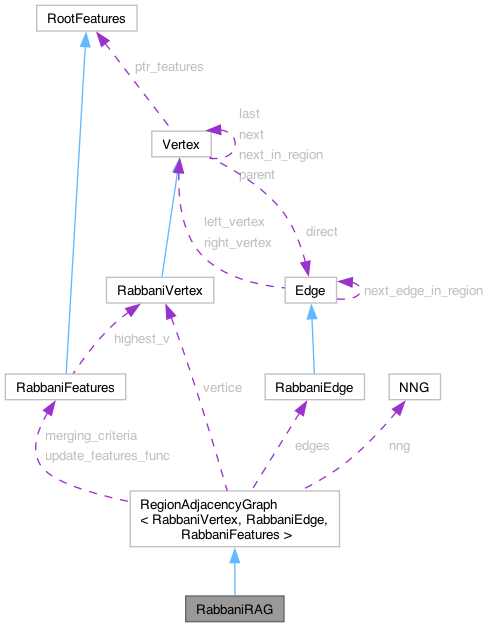 RootFeatures
ptr_features
last
next
next_in_region
parent
Vertex
left_vertex
right_vertex
direct
RabbaniVertex
Edge
next_edge_in_region
highest_v
RabbaniFeatures
vertice
RabbaniEdge
NNG
merging_criteria
update_features_func
edges
nng
RegionAdjacencyGraph
< RabbaniVertex, RabbaniEdge,
RabbaniFeatures >
RabbaniRAG